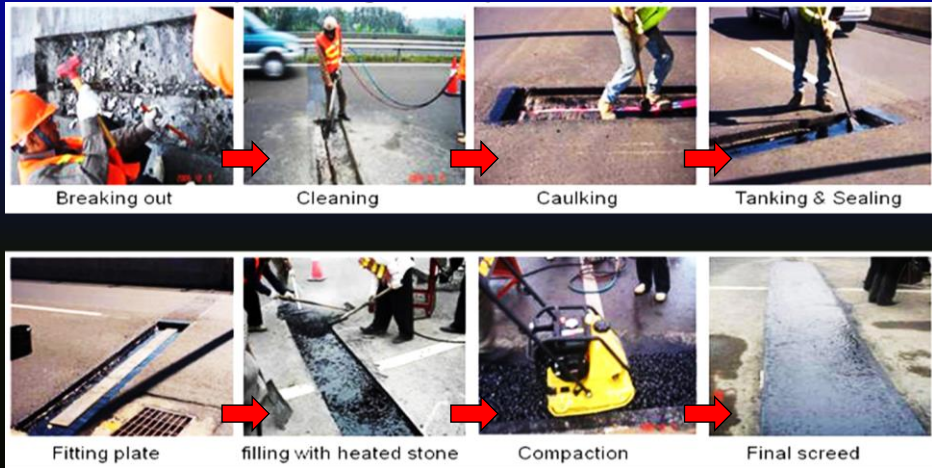 Breaking out
Cleaning
Caulking
Tanking & Sealing
Fitting plate
filling with heated stone
Compaction
Final screed